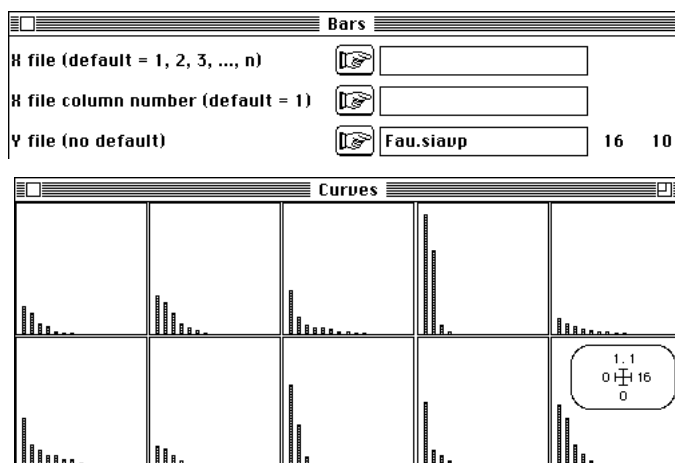 Bars
X file (default = 1, 2, 3, ..., n)
X file column number (default = 1)
Y file (no default)
Fau.siavp 16 10
Curves
1.1
0 16
0